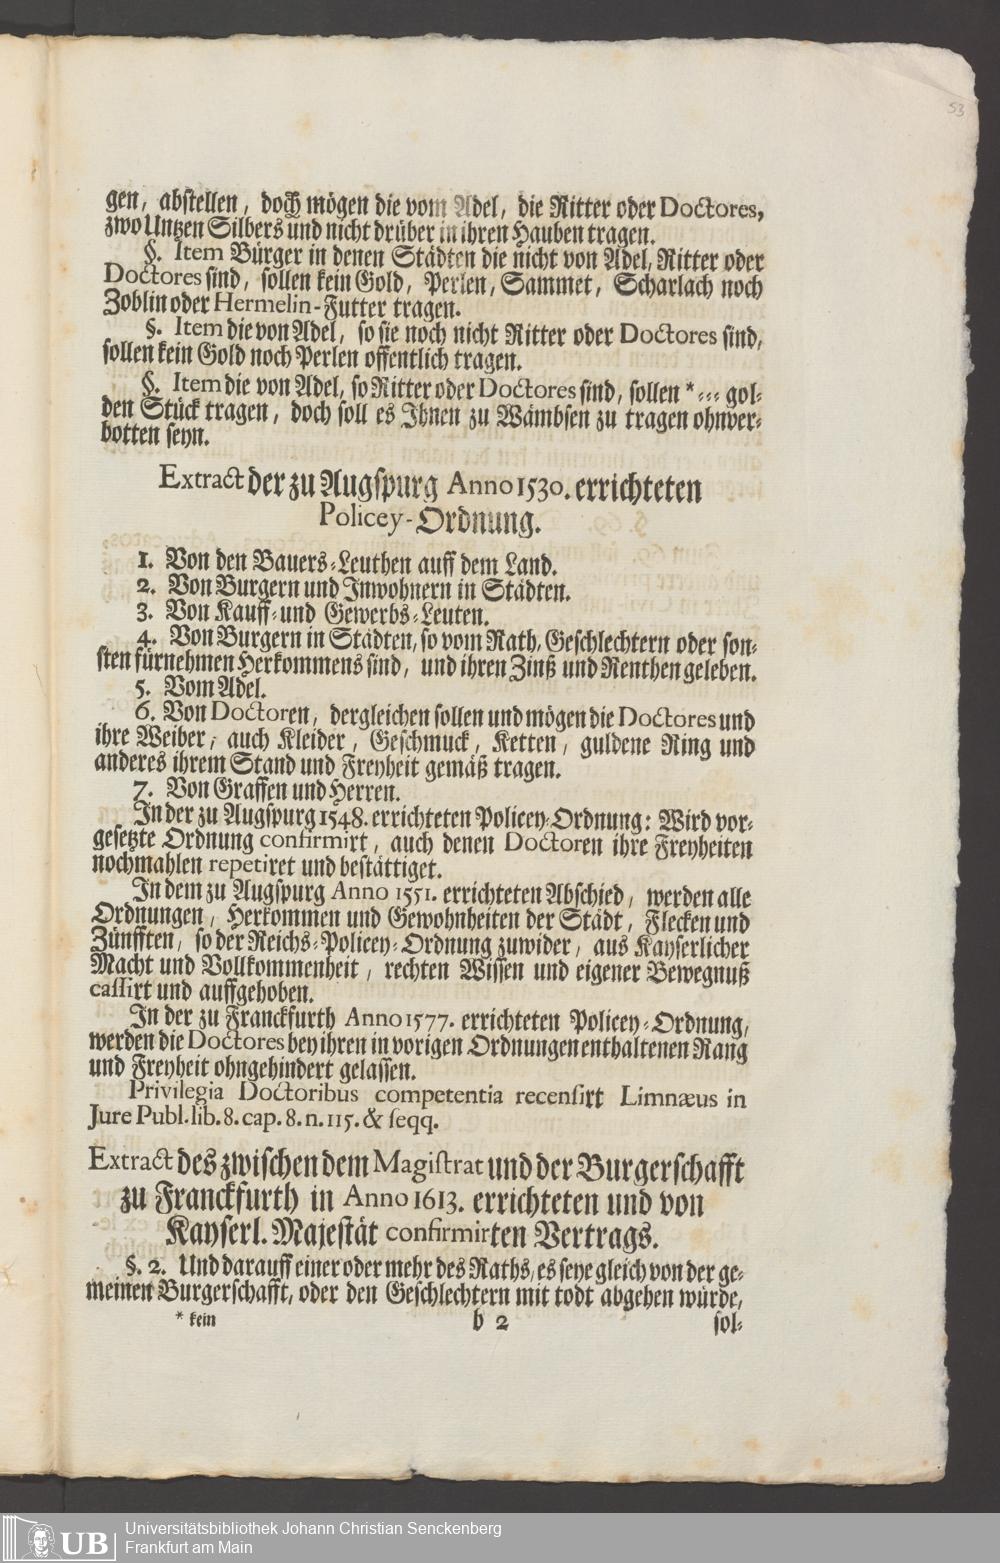 53
gen, abstellen, doch mögen die vom Adel, die Ritter oder Doctores,
zwo Untzen Silbers und nicht drüber in ihren Hauben tragen.
§. Item Bürger in denen Städten die nicht von Adel, Ritter oder
Doctores sind, sollen kein Gold, Perlen, Sammet, Scharlach noch
Zoblin oder Hermelin-Futter tragen.
§. Item die von Adel, so sie noch nicht Ritter oder Doctores sind,
sollen kein Gold noch Perlen offentlich tragen.
§. Item die von Adel, so Ritter oder Doctores sind, sollen *--- gol-
den Stück tragen, doch soll es Ihnen zu Wämbsen zu tragen ohnver-
botten seyn.
Extract der zu Augspurg Anno 1530. errichteten
Policey-Ordnung.
1. Von den Bauers-Leuthen auff dem Land.
2. Von Burgern und Inwohnern in Städten.
3. Von Kauff- und Gewerbs-Leuten.
4. Von Burgern in Städten, so vom Rath, Geschlechtern oder son-
sten fürnehmen Herkommens sind, und ihren Zinß und Renthen geleben.
5. Vom Adel.
6. Von Doctoren, dergleichen sollen und mögen die Doctores und
ihre Weiber, auch Kleider, Geschmuck, Ketten, guldene Ring und
anderes ihrem Stand und Freyheit gemäß tragen.
7. Von Graffen und Herren.
In der zu Augspurg 1548. errichteten Policey-Ordnung: Wird vor-
gesetzte Ordnung confirmirt, auch denen Doctoren ihre Freyheiten
nochmahlen repetiret und bestättiget.
In dem zu Augspurg Anno 1551. errichteten Abschied, werden alle
Ordnungen, Herkommen und Gewohnheiten der Städt, Flecken und
Zünfften, so der Reichs-Policey-Ordnung zuwider, aus Kayserlicher
Macht und Vollkommenheit, rechten Wissen und eigener Bewegnuß
cassirt und auffgehoben.
In der zu Franckfurth Anno 1577. errichteten Policey-Ordnung,
werden die Doctores bey ihren in vorigen Ordnungen enthaltenen Rang
und Freyheit ohngehindert gelassen.
Privilegia Doctoribus competentia recensirt Limnæus in
Jure Publ. lib. 8. cap. 8. n. 115. & seqq.
Extract des zwischen dem Magistrat und der Burgerschafft
zu Franckfurth in Anno 1613. errichteten und von
Kayserl. Majestät confirmirten Vertrags.
§. 2. Und darauff einer oder mehr des Raths, es seye gleich von der ge-
meinen Burgerschafft, oder den Geschlechtern mit todt abgehen würde,
* kein b 2 sol-
UB Universitätsbibliothek Johann Christian Senckenberg
Frankfurt am Main